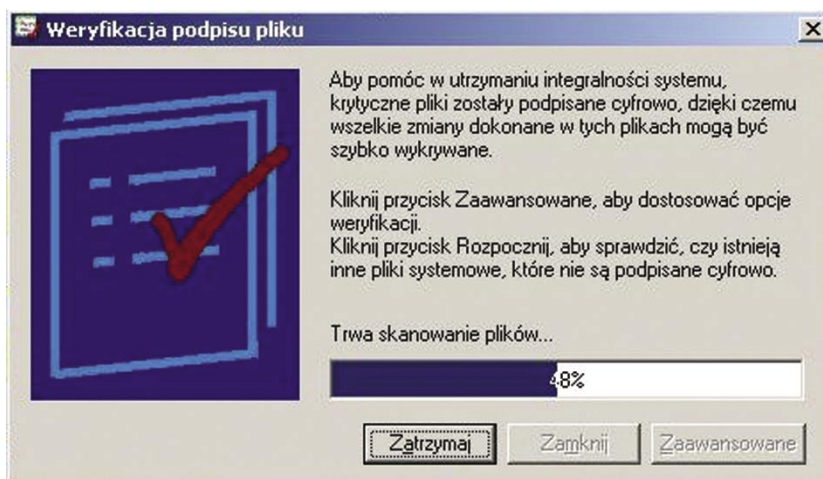 Weryfikacja podpisu pliku
Aby pomóc w utrzymaniu integralności systemu,
krytyczne pliki zostały podpisane cyfrowo, dzięki czemu
wszelkie zmiany dokonane w tych plikach mogą być
szybko wykrywane.
Kliknij przycisk Zaawansowane, aby dostosować opcje
weryfikacji.
Kliknij przycisk Rozpocznij, aby sprawdzić, czy istnieją
inne pliki systemowe, które nie są podpisane cyfrowo.
Trwa skanowanie plików...
48%
Zatrzymaj Zamknij Zaawansowane